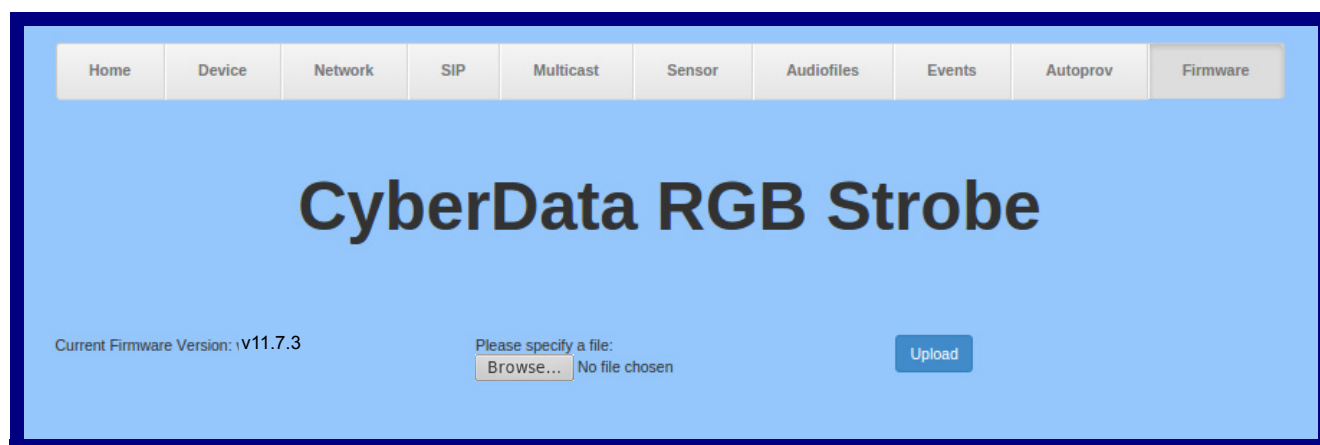 Home Device Network SIP Multicast Sensor Audiofiles Events Autoprov Firmware
CyberData RGB Strobe
Current Firmware Version: v11.7.3
Please specify a file:
Browse... No file chosen
Upload